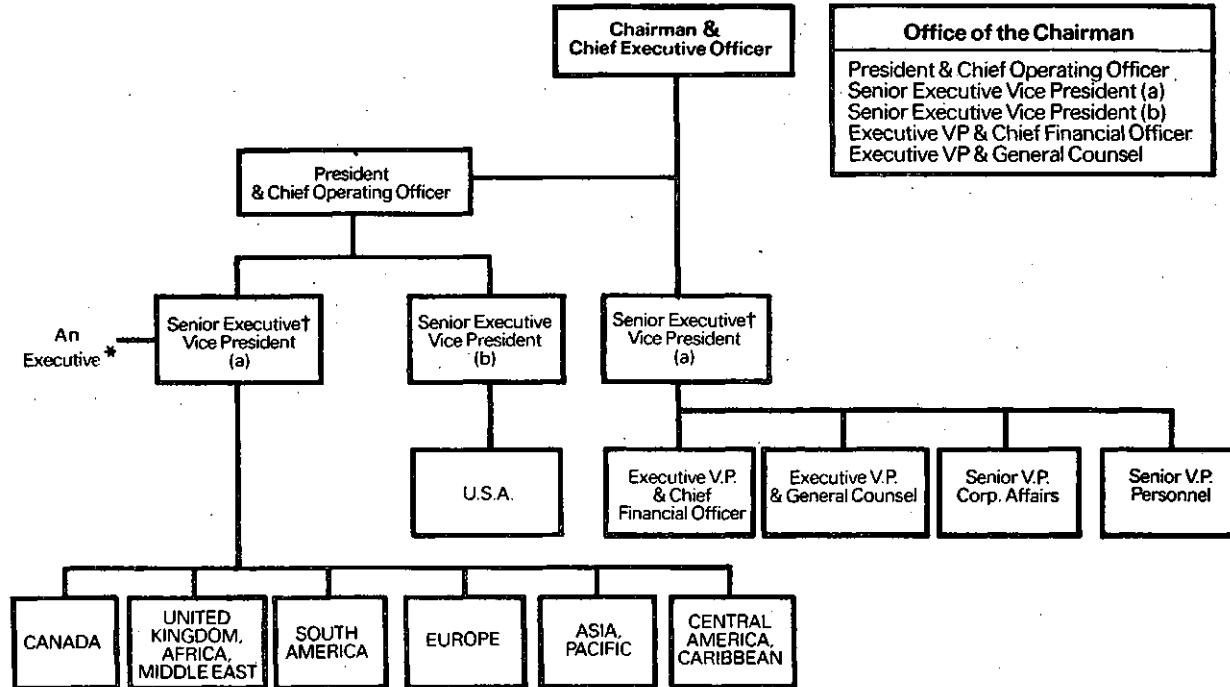 Chairman &
Chief Executive Officer
Office of the Chairman
President & Chief Operating Officer
Senior Executive Vice President (a)
Senior Executive Vice President (b)
Executive VP & Chief Financial Officer
Executive VP & General Counsel
President
& Chief Operating Officer
An
Executive *
Senior Executive†
Vice President
(a)
Senior Executive
Vice President
(b)
Senior Executive†
Vice President
(a)
U.S.A.
Executive V.P.
& Chief
Financial Officer
Executive V.P.
& General Counsel
Senior V.P.
Corp. Affairs
Senior V.P.
Personnel
CANADA
UNITED
KINGDOM,
AFRICA,
MIDDLE EAST
SOUTH
AMERICA
EUROPE
ASIA,
PACIFIC
CENTRAL
AMERICA,
CARIBBEAN